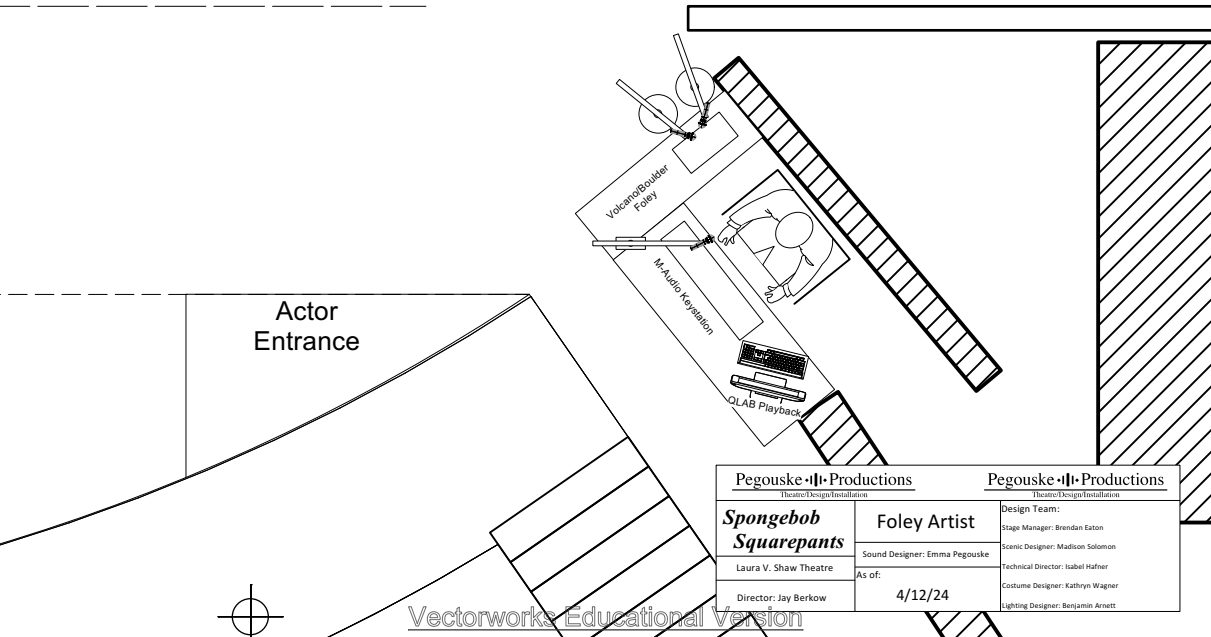 Volcano/Boulder
Foley
M-Audio Keystation
Actor
Entrance
QLAB Playback
Pegouske Productions
Theatre/Design/Installation
Pegouske Productions
Theatre/Design/Installation
Spongebob
Squarepants
Laura V. Shaw Theatre
Director: Jay Berkow
Foley Artist
Sound Designer: Emma Pegouske
As of:
4/12/24
Design Team:
Stage Manager: Brendan Eaton
Scenic Designer: Madison Solomon
Technical Director: Isabel Hafner
Costume Designer: Kathryn Wagner
Lighting Designer: Benjamin Arnett
Vectorworks Educational Version